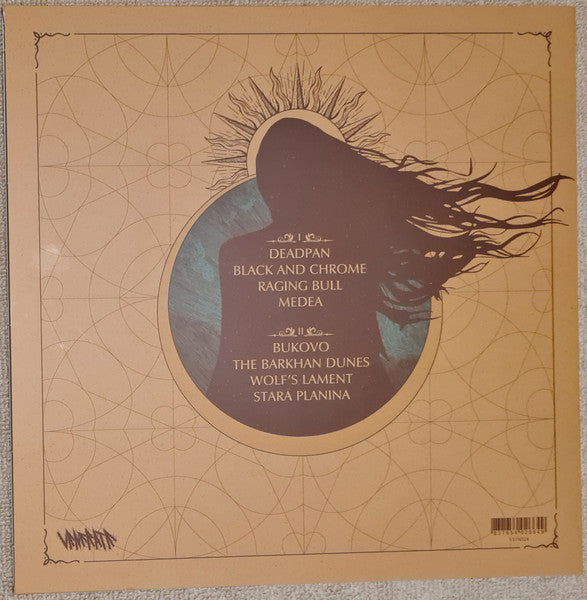 I
DEADPAN
BLACK AND CHROME
RAGING BULL
MEDEA
II
BUKOVO
THE BARKHAN DUNES
WOLF'S LAMENT
STARA PLANINA